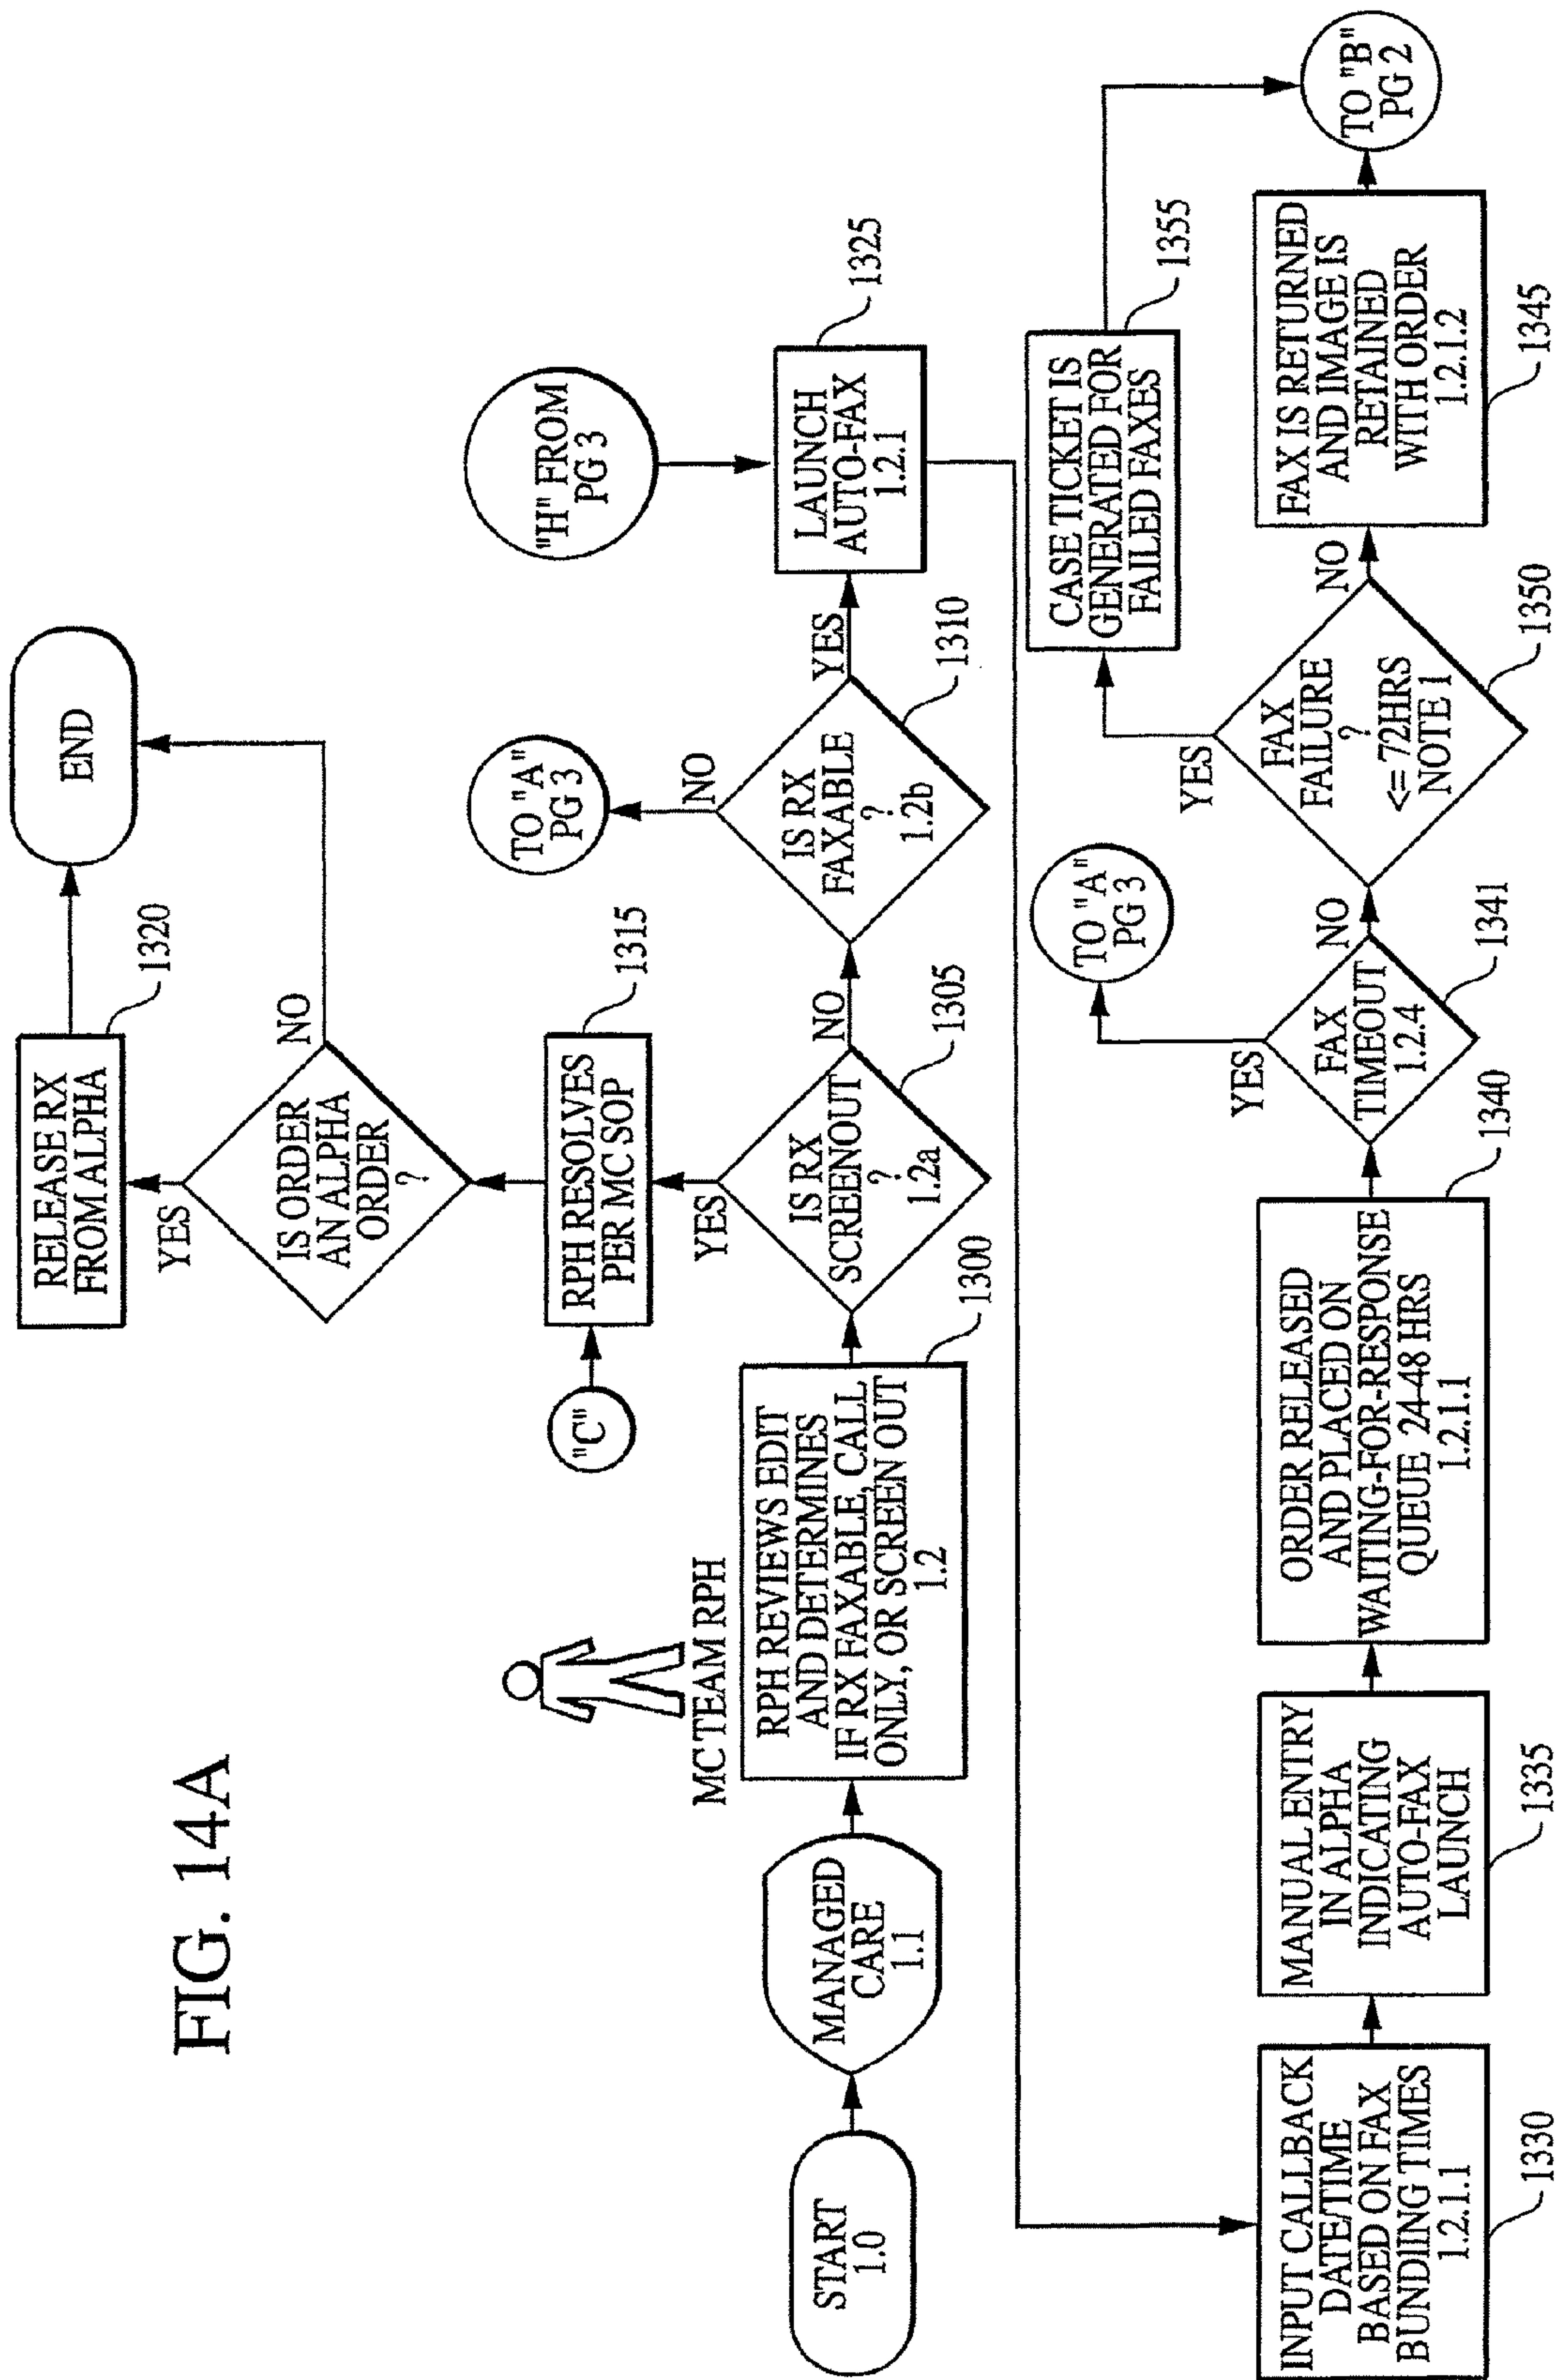 FIG. 14A
START
1.0
MANAGED
CARE
1.1
MC TEAM RPH
RPH REVIEWS EDIT
AND DETERMINES
IF RX FAXABLE, CALL
ONLY, OR SCREEN OUT
1.2
1300
IS RX
SCREENOUT
?
1.2a
1305
YES
NO
"C"
RPH RESOLVES
PER MC SOP
1315
IS ORDER
AN ALPHA
ORDER
?
YES
NO
RELEASE RX
FROM ALPHA
1320
END
IS RX
FAXABLE
?
1.2b
1310
NO
YES
TO "A"
PG 3
"H" FROM
PG 3
LAUNCH
AUTO-FAX
1.2.1
1325
INPUT CALLBACK
DATE/TIME
BASED ON FAX
BUNDIING TIMES
1.2.1.1
1330
MANUAL ENTRY
IN ALPHA
INDICATING
AUTO-FAX
LAUNCH
1335
ORDER RELEASED
AND PLACED ON
WAITING-FOR-RESPONSE
QUEUE 24-48 HRS
1.2.1.1
1340
FAX
TIMEOUT
1.2.4
1341
YES
NO
TO "A"
PG 3
FAX
FAILURE
?
<= 72HRS
NOTE 1
1350
YES
NO
CASE TICKET IS
GENERATED FOR
FAILED FAXES
1355
FAX IS RETURNED
AND IMAGE IS
RETAINED
WITH ORDER
1.2.1.2
1345
TO "B"
PG 2